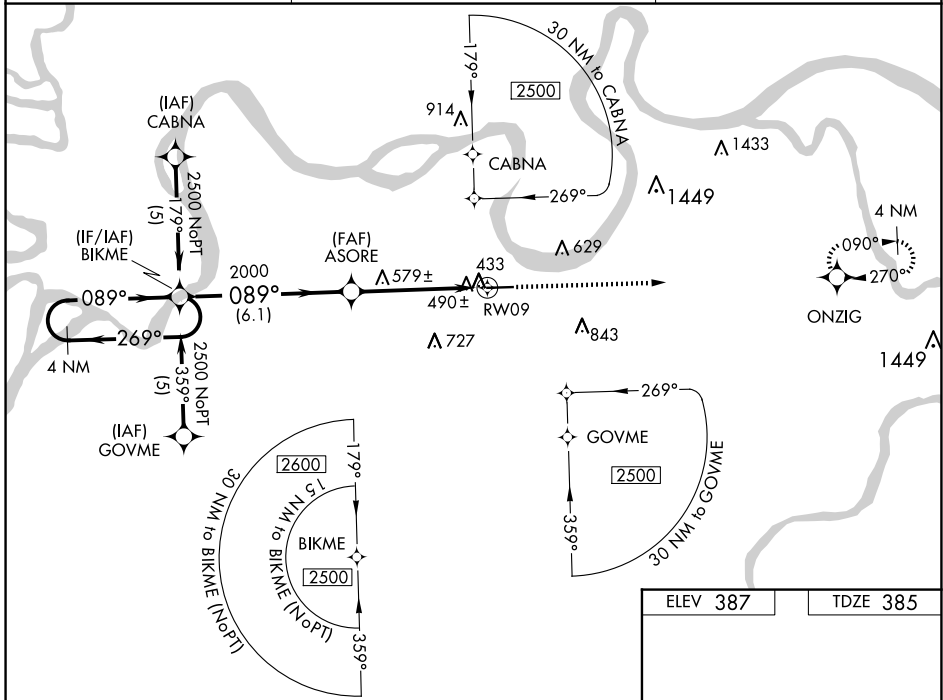 30 NM to CABNA
179°
2500
914
CABNA
269°
1433
1449
(IAF)
CABNA
2500 NoPT
179°
(5)
(IF/IAF)
BIKME
(FAF)
ASORE
629
4 NM
090°
270°
ONZIG
2000
089°
089°
(6.1)
579±
433
490±
RW09
269°
4 NM
2500 NoPT
359°
(5)
727
843
1449
(IAF)
GOVME
269°
GOVME
2500
359°
30 NM to GOVME
2600
179°
30 NM to BIKME (NoPT)
15 NM to BIKME (NoPT)
BIKME
2500
359°
ELEV 387
TDZE 385